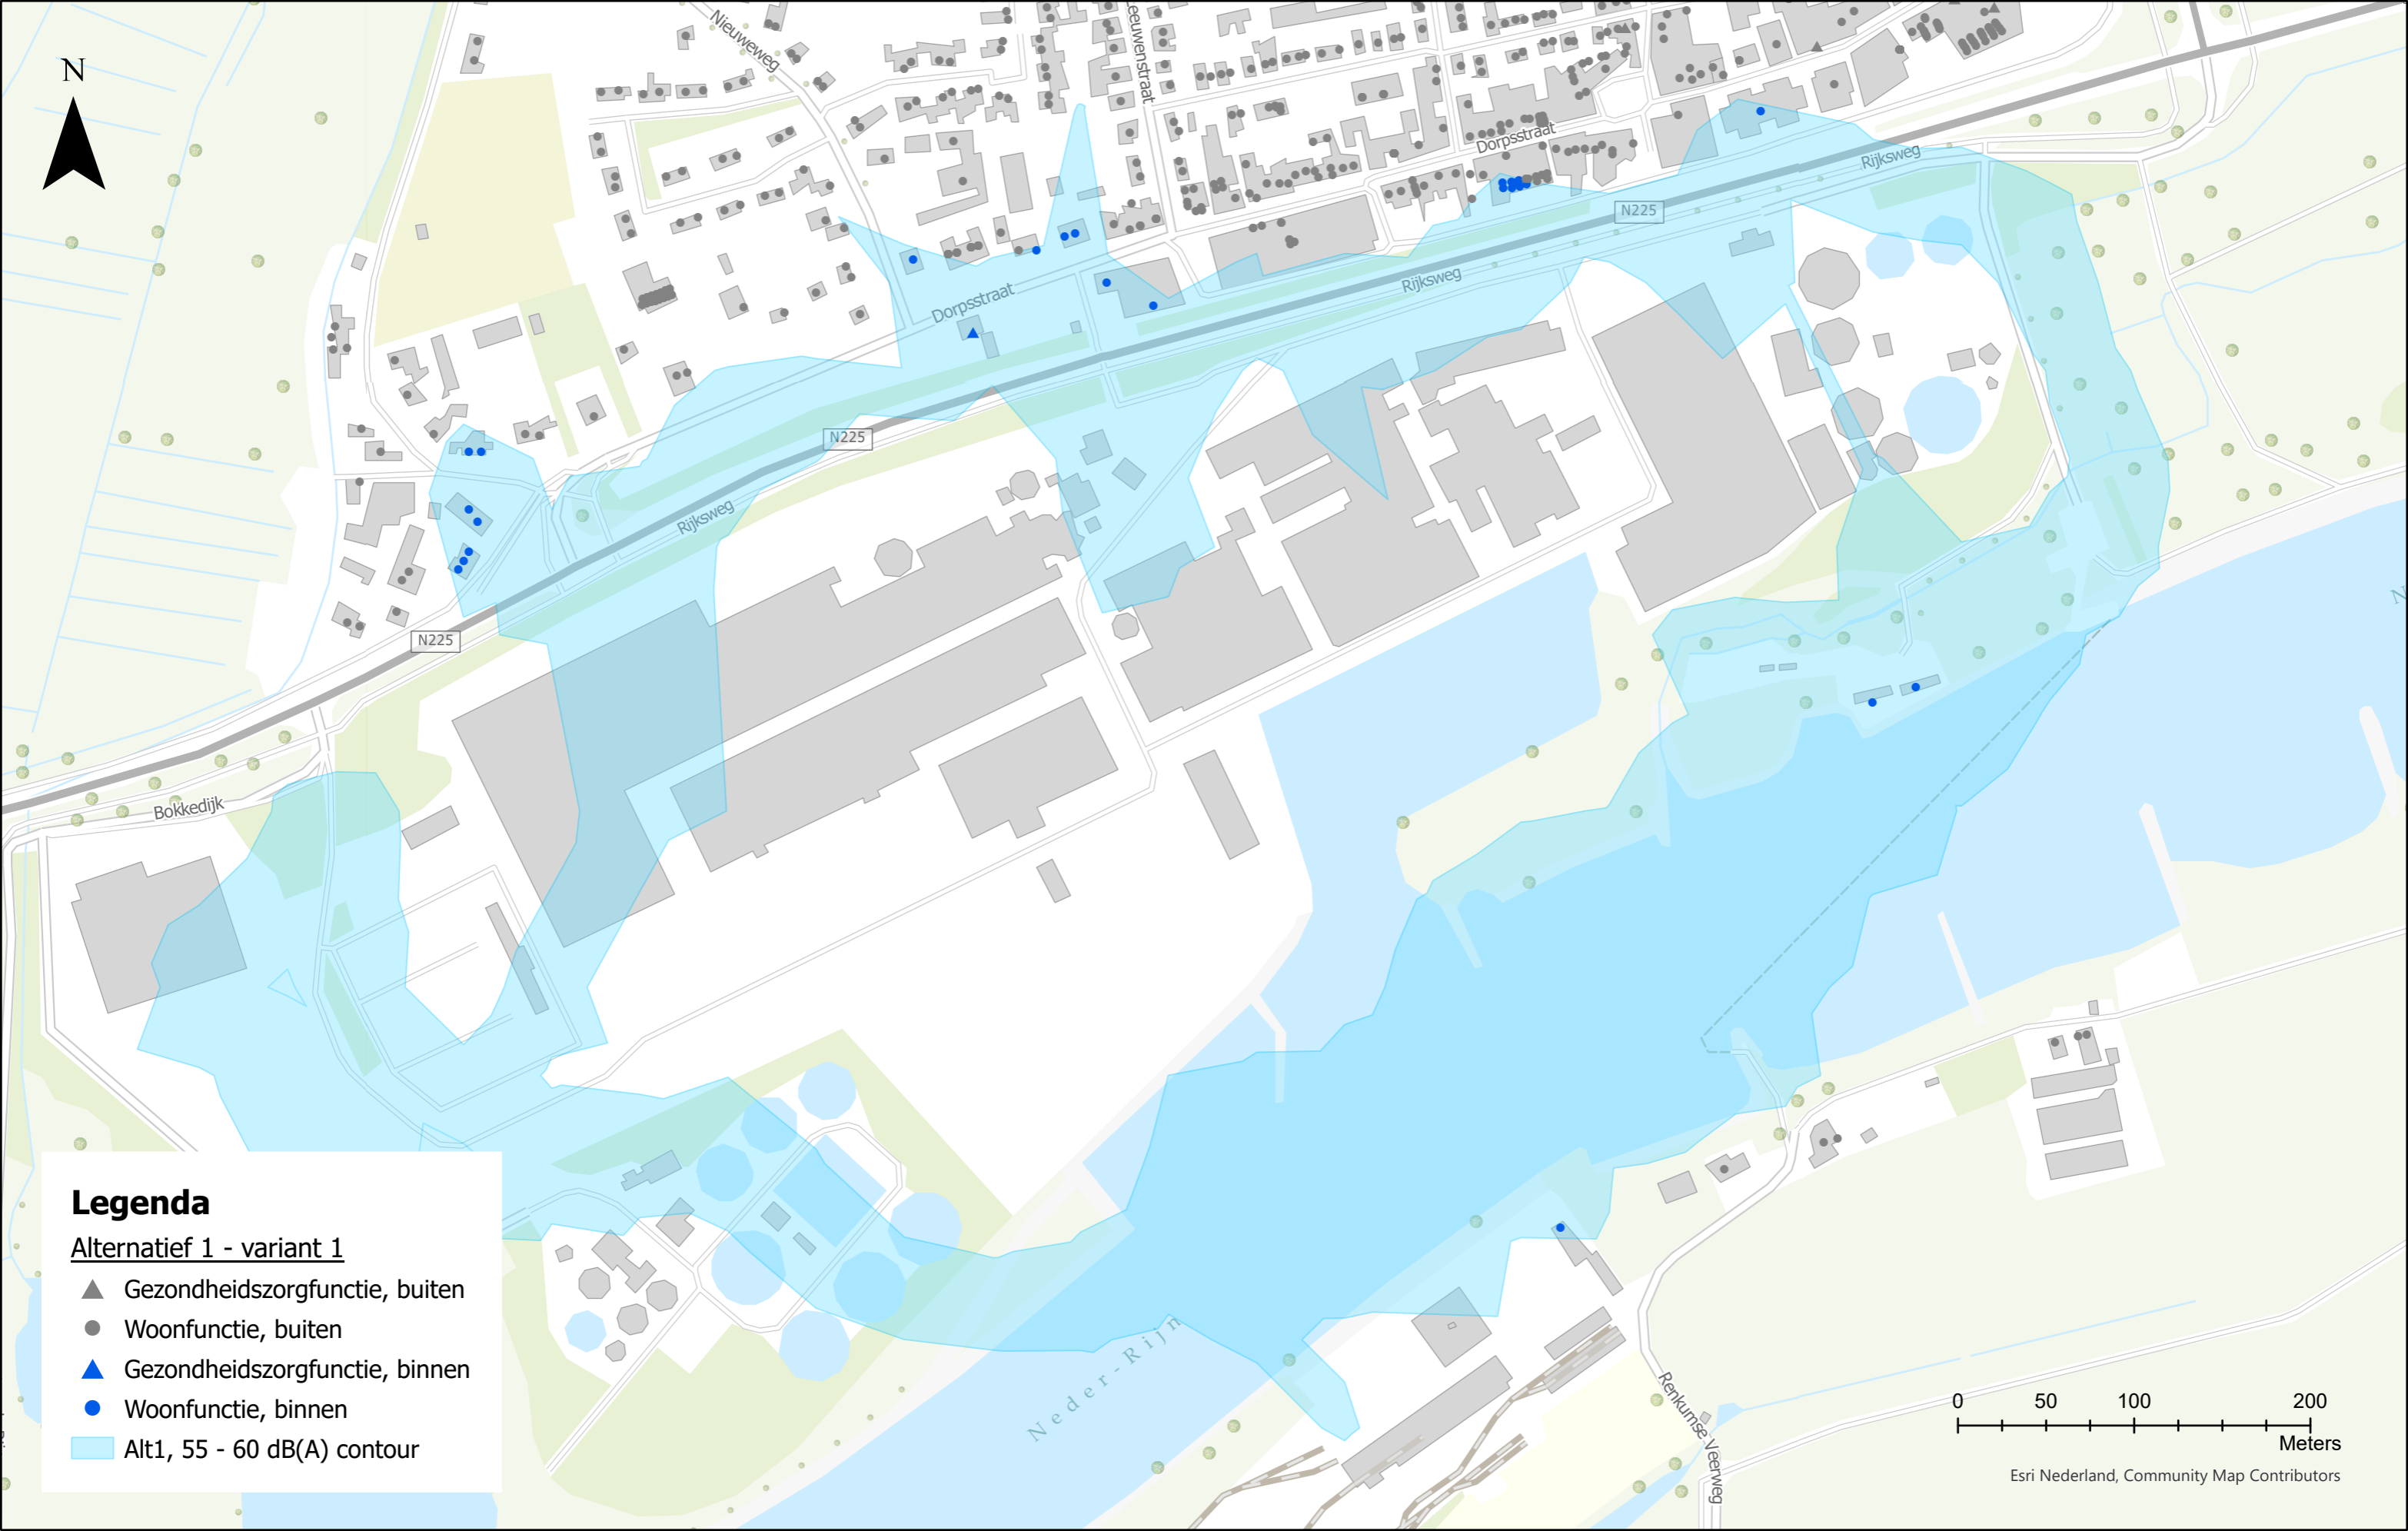 N
Nieuweweg
Leeuwenstraat
Dorpsstraat
Rijksweg
N225
Rijksweg
Dorpsstraat
N225
Rijksweg
N225
Bokkedijk
Neder-Rijn
Renkumse Veerweg
Legenda
Alternatief 1 - variant 1
Gezondheidszorgfunctie, buiten
Woonfunctie, buiten
Gezondheidszorgfunctie, binnen
Woonfunctie, binnen
Alt1, 55 - 60 dB(A) contour
0 50 100 200
Meters
Esri Nederland, Community Map Contributors